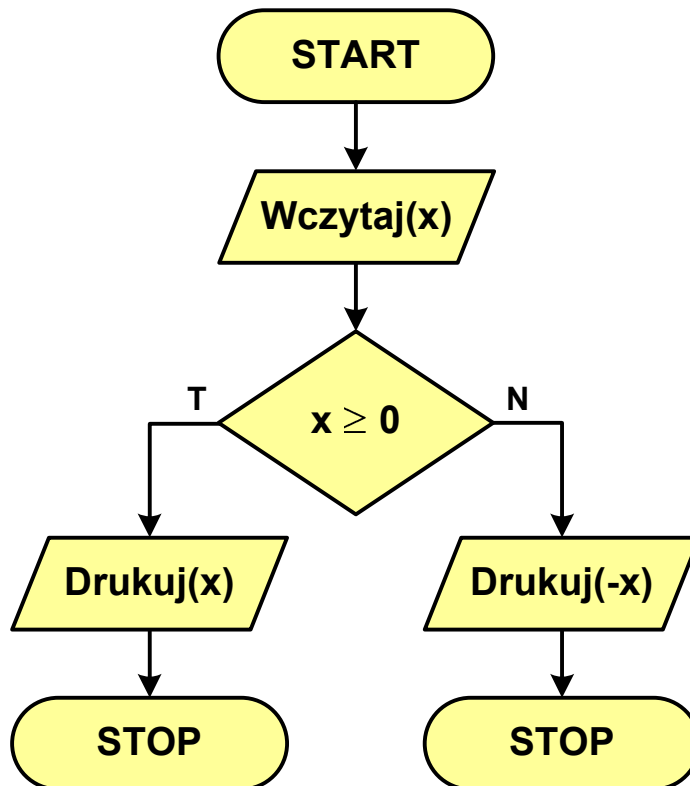 START
Wczytaj(x)
T
N
x ≥ 0
Drukuj(x)
Drukuj(-x)
STOP
STOP